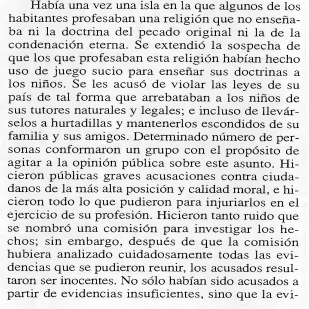 Había una vez una isla en la que algunos de los
habitantes profesaban una religión que no enseña-
ba ni la doctrina del pecado original ni la de la
condenación eterna. Se extendió la sospecha de
que los que profesaban esta religión habían hecho
uso de juego sucio para enseñar sus doctrinas a
los niños. Se les acusó de violar las leyes de su
país de tal forma que arrebataban a los niños de
sus tutores naturales y legales; e incluso de llevár-
selos a hurtadillas y mantenerlos escondidos de su
familia y sus amigos. Determinado número de per-
sonas conformaron un grupo con el propósito de
agitar a la opinión pública sobre este asunto. Hi-
cieron públicas graves acusaciones contra ciuda-
danos de la más alta posición y calidad moral, e hi-
cieron todo lo que pudieron para injuriarlos en el
ejercicio de su profesión. Hicieron tanto ruido que
se nombró una comisión para investigar los he-
chos; sin embargo, después de que la comisión
hubiera analizado cuidadosamente todas las evi-
dencias que se pudieron reunir, los acusados resul-
taron ser inocentes. No sólo habían sido acusados a
partir de evidencias insuficientes, sino que la evi-